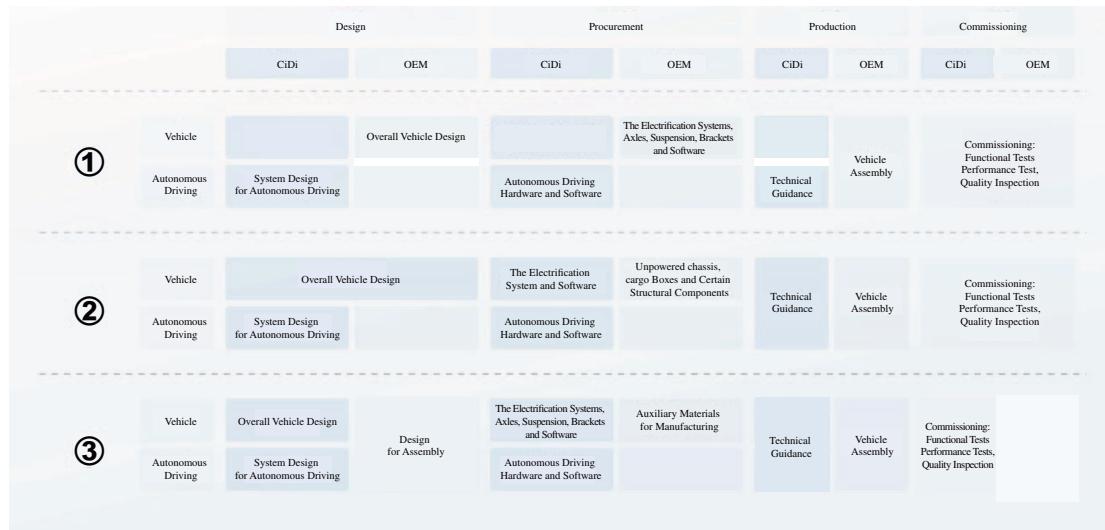 Design
Procurement
Production
Commissioning
CiDi
OEM
CiDi
OEM
CiDi
OEM
CiDi
OEM
①
Vehicle
Overall Vehicle Design
The Electrification Systems,
Axles, Suspension, Brackets
and Software
Autonomous
Driving
System Design
for Autonomous Driving
Autonomous Driving
Hardware and Software
Technical
Guidance
Vehicle
Assembly
Commissioning:
Functional Tests
Performance Test,
Quality Inspection
②
Vehicle
Overall Vehicle Design
The Electrification
System and Software
Unpowered chassis,
cargo Boxes and Certain
Structural Components
Autonomous
Driving
System Design
for Autonomous Driving
Autonomous Driving
Hardware and Software
Technical
Guidance
Vehicle
Assembly
Commissioning:
Functional Tests
Performance Tests,
Quality Inspection
③
Vehicle
Overall Vehicle Design
Design
for Assembly
The Electrification Systems,
Axles, Suspension, Brackets
and Software
Auxiliary Materials
for Manufacturing
Autonomous
Driving
System Design
for Autonomous Driving
Autonomous Driving
Hardware and Software
Technical
Guidance
Vehicle
Assembly
Commissioning:
Functional Tests
Performance Tests,
Quality Inspection